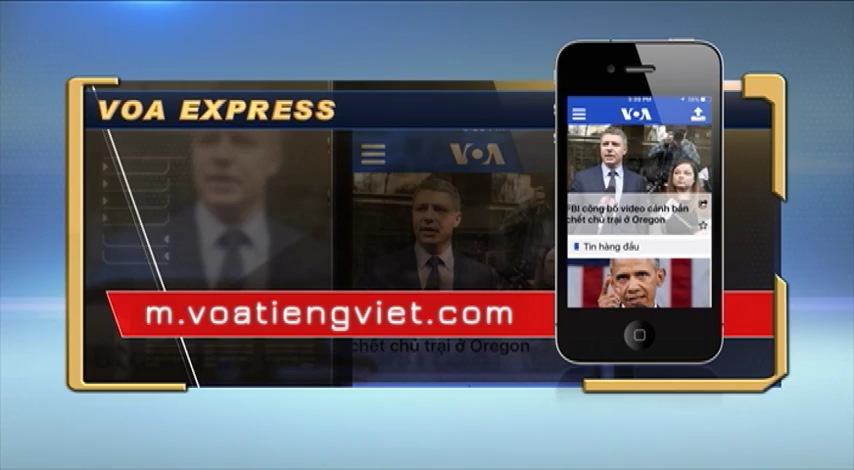 VOA EXPRESS
VOA
m.voatiengviet.com
chết chủ trại ở Oregon
VOA
FBI công bố video cảnh bắn
chết chủ trại ở Oregon
Tin hàng đầu